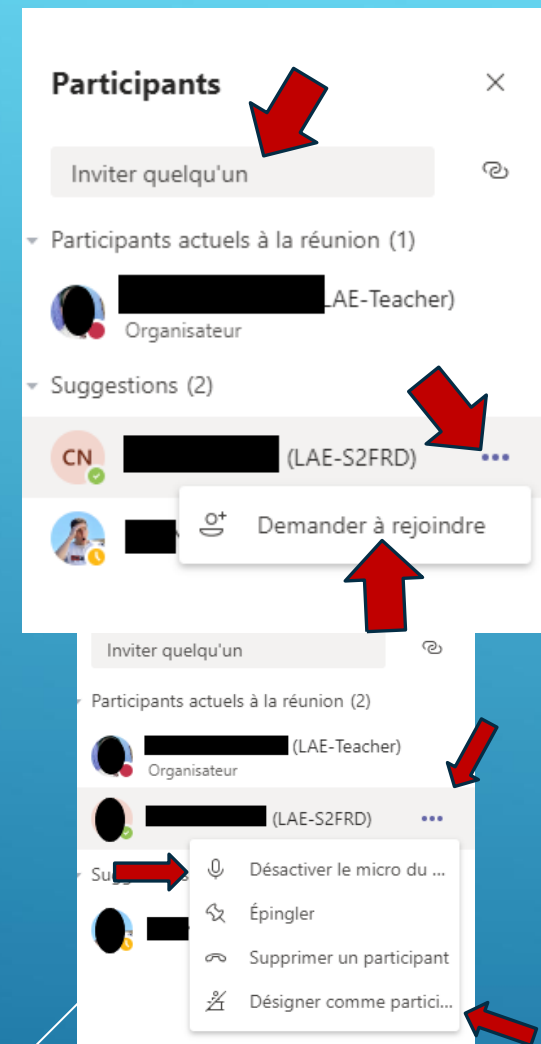 Participants
Inviter quelqu'un
Participants actuels à la réunion (1)
LAE-Teacher)
Organisateur
Suggestions (2)
CN
(LAE-S2FRD)
Demander à rejoindre
Inviter quelqu'un
Participants actuels à la réunion (2)
(LAE-Teacher)
Organisateur
(LAE-S2FRD)
Su
Désactiver le micro du ...
Épingler
Supprimer un participant
Désigner comme partici...